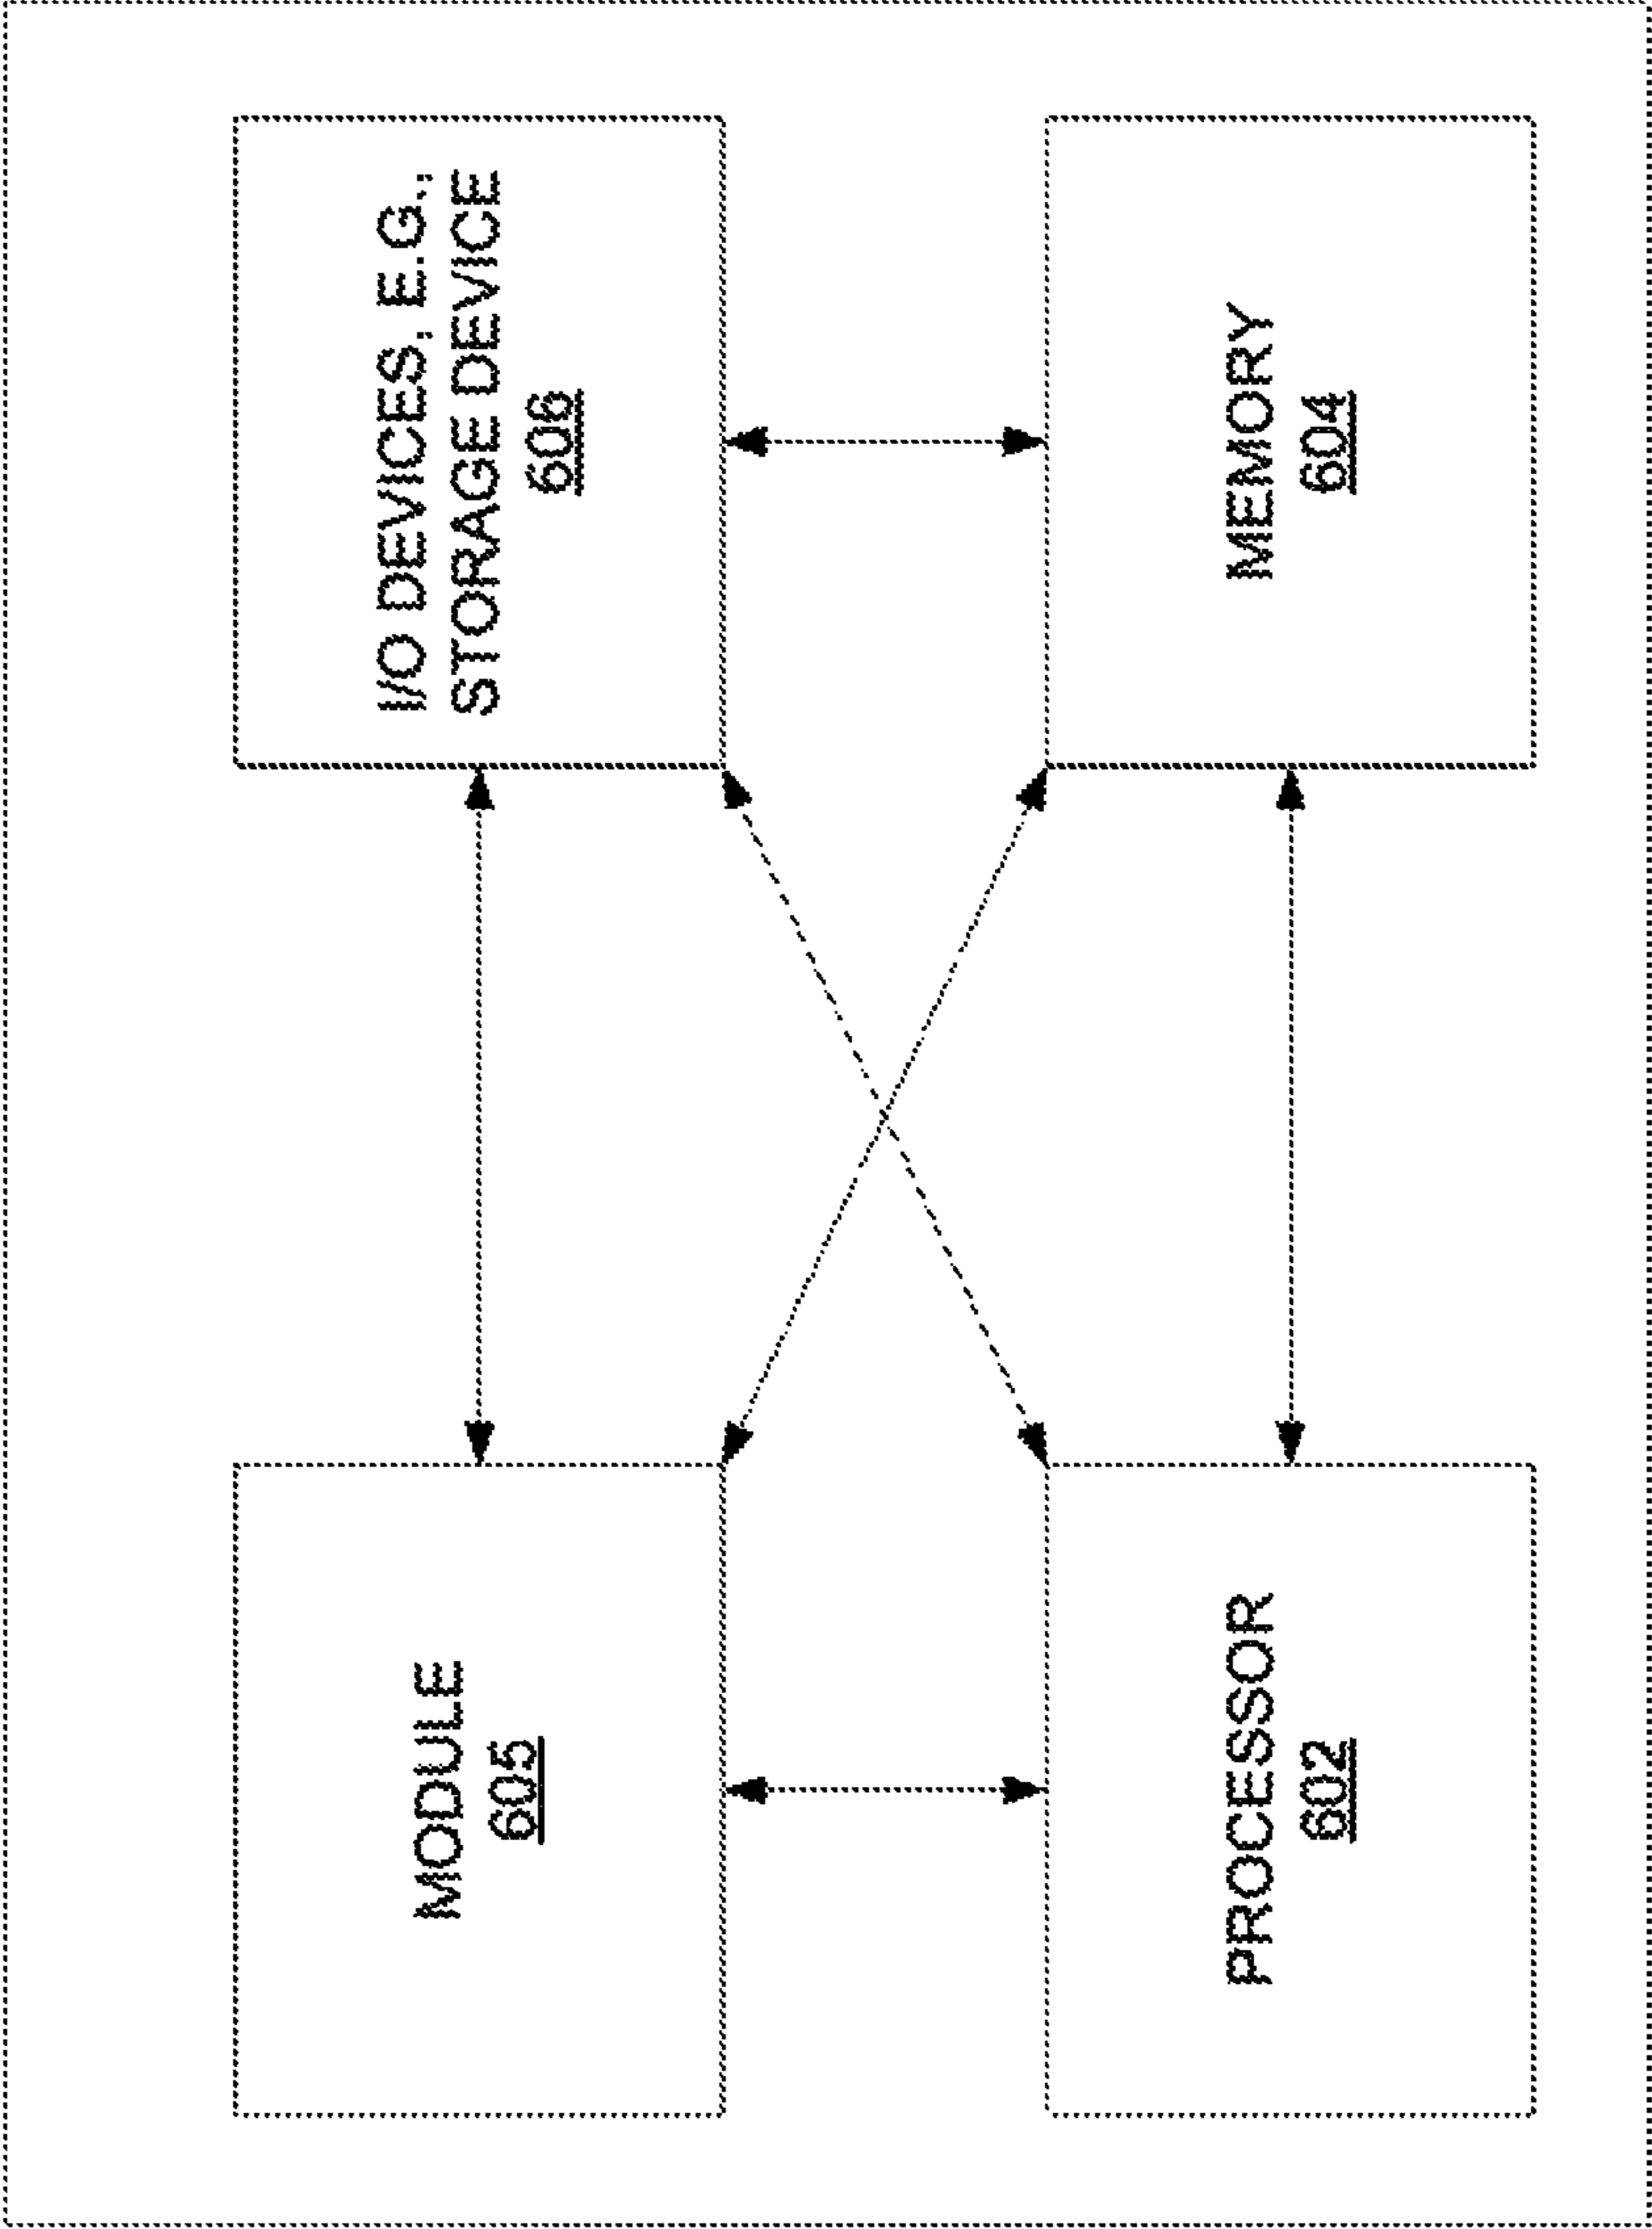 MODULE
605
I/O DEVICES, E.G.,
STORAGE DEVICE
606
PROCESSOR
602
MEMORY
604